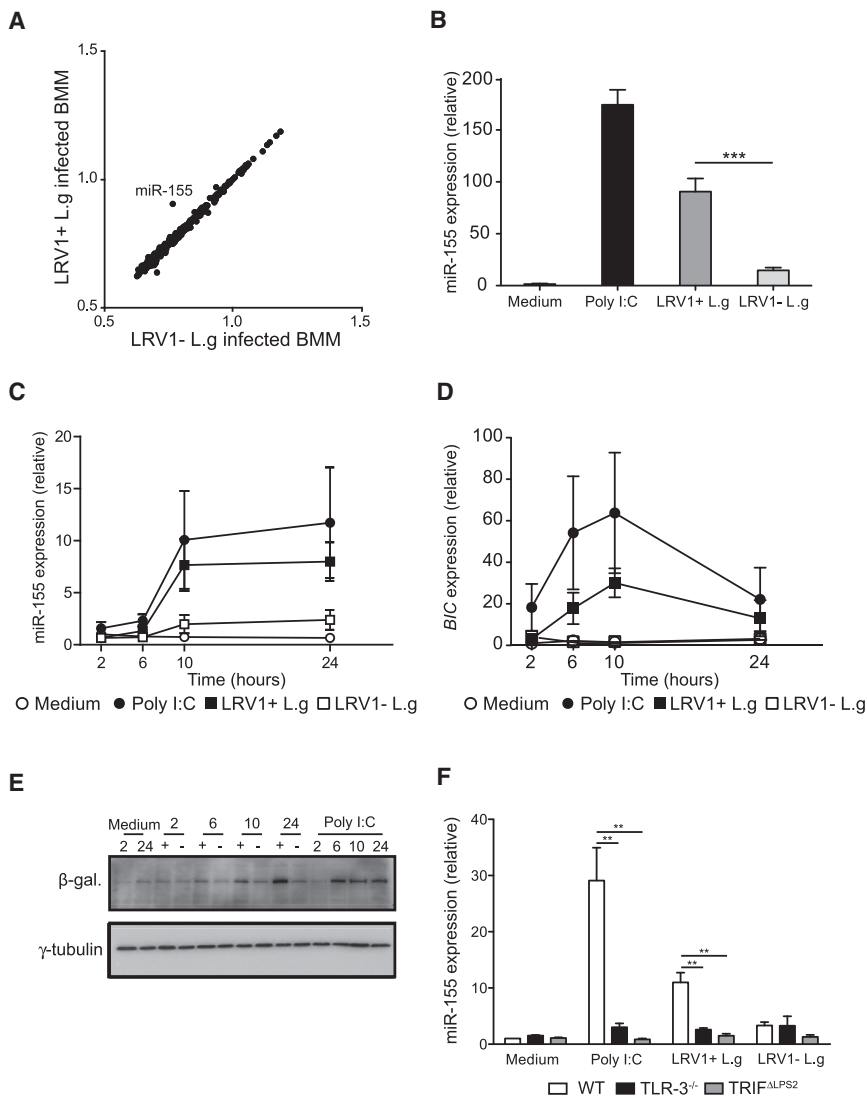 A
1.5
1.0
0.5
0.5
1.0
1.5
miR-155
LRV1+ L.g infected BMM
LRV1- L.g infected BMM
B
200
150
100
50
0
miR-155 expression (relative)
***
Medium
Poly I:C
LRV1+ L.g
LRV1- L.g
C
20
15
10
5
0
miR-155 expression (relative)
2 6 10 24
Time (hours)
Medium Poly I:C LRV1+ L.g LRV1- L.g
D
100
80
60
40
20
0
BIC expression (relative)
2 6 10 24
Time (hours)
Medium Poly I:C LRV1+ L.g LRV1- L.g
E
Medium 2 6 10 24 Poly I:C
2 24 + - + - + - + - 2 6 10 24
β-gal.
γ-tubulin
F
40
30
20
10
0
miR-155 expression (relative)
**
**
**
**
Medium
Poly I:C
LRV1+ L.g
LRV1- L.g
WT TLR-3-/- TRIFΔLPS2